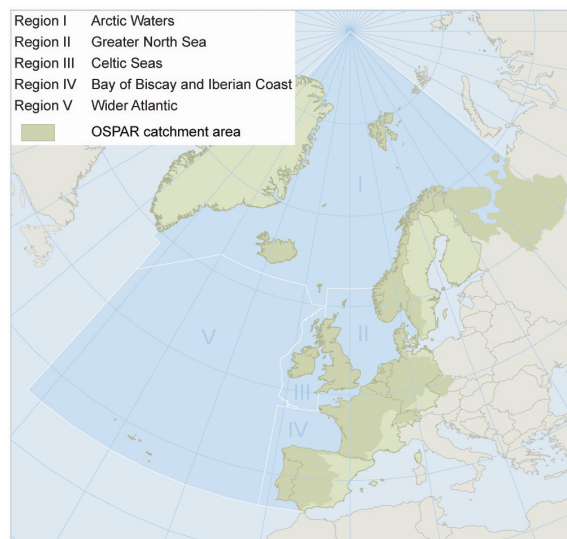 Region I Arctic Waters
Region II Greater North Sea
Region III Celtic Seas
Region IV Bay of Biscay and Iberian Coast
Region V Wider Atlantic
OSPAR catchment area
I
V
II
III
IV